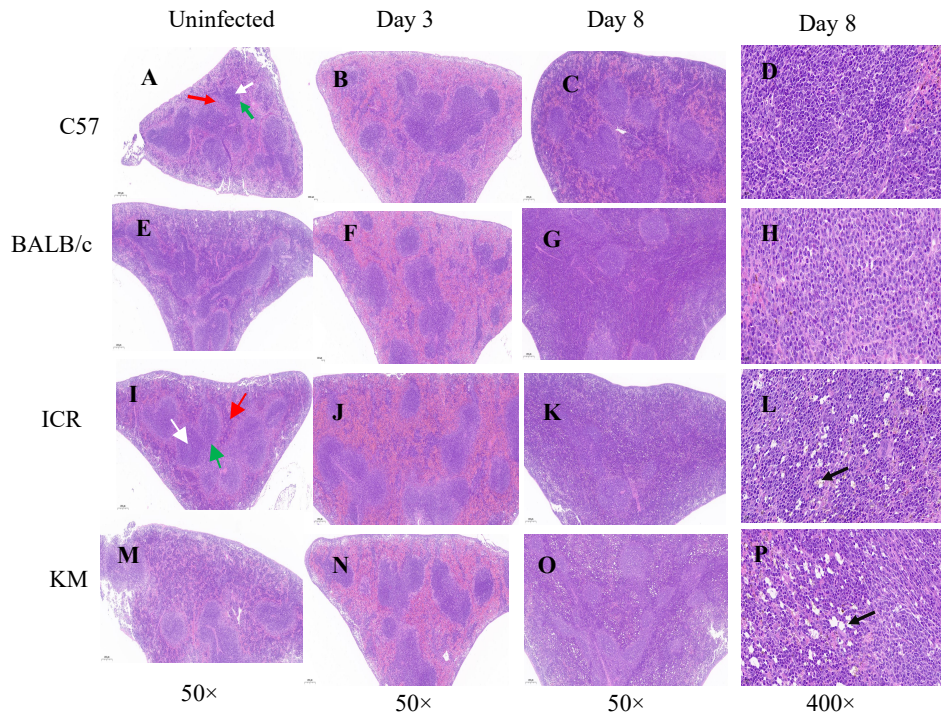 Uninfected Day 3 Day 8 Day 8
A B C D
C57
E F G H
BALB/c
I J K L
ICR
M N O P
KM
50× 50× 50× 400×